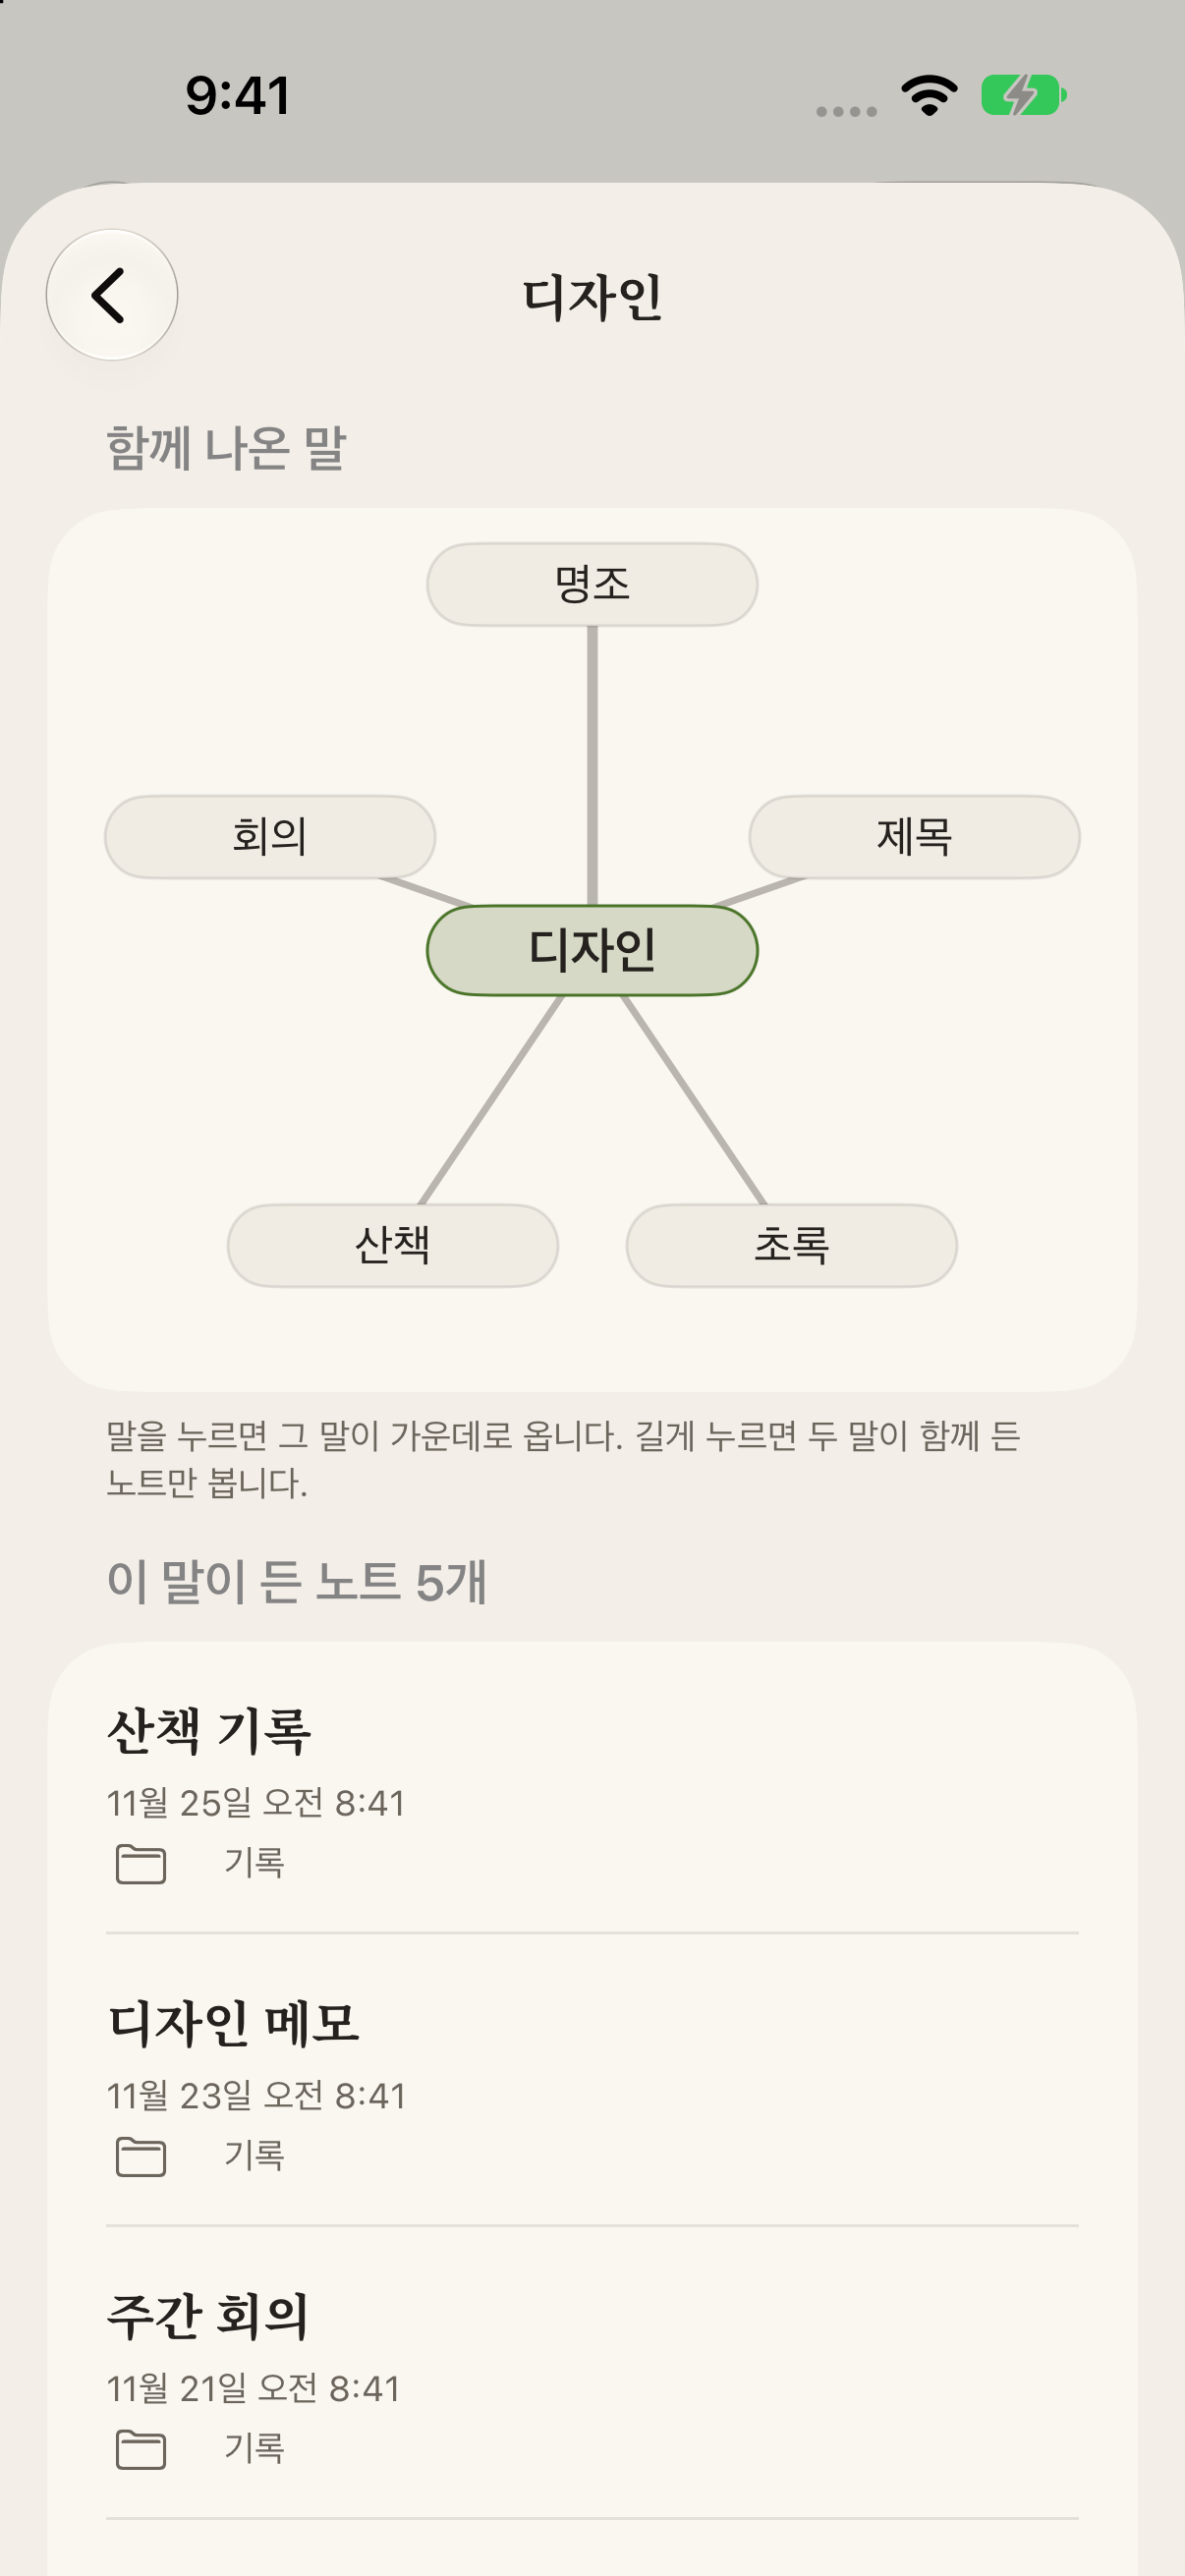 9:41
디자인
함께 나온 말
명조
회의
제목
디자인
산책
초록
말을 누르면 그 말이 가운데로 옵니다. 길게 누르면 두 말이 함께 든
노트만 봅니다.
이 말이 든 노트 5개
산책 기록
11월 25일 오전 8:41
기록
디자인 메모
11월 23일 오전 8:41
기록
주간 회의
11월 21일 오전 8:41
기록